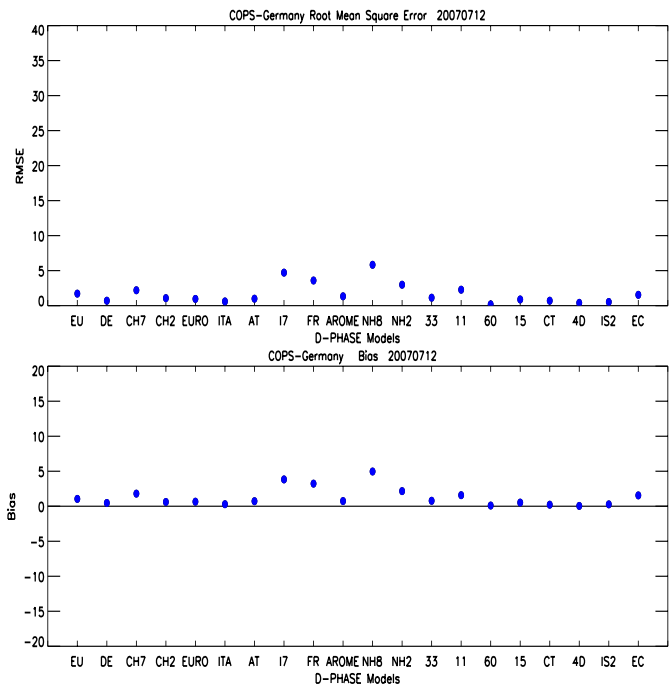 COPS-Germany Root Mean Square Error 20070712
40
35
30
25
20
15
10
5
0
RMSE
EU DE CH7 CH2 EURO ITA AT I7 FR AROME NH8 NH2 33 11 60 15 CT 4D IS2 EC
D-PHASE Models
COPS-Germany Bias 20070712
20
15
10
5
0
-5
-10
-15
-20
Bias
EU DE CH7 CH2 EURO ITA AT I7 FR AROME NH8 NH2 33 11 60 15 CT 4D IS2 EC
D-PHASE Models